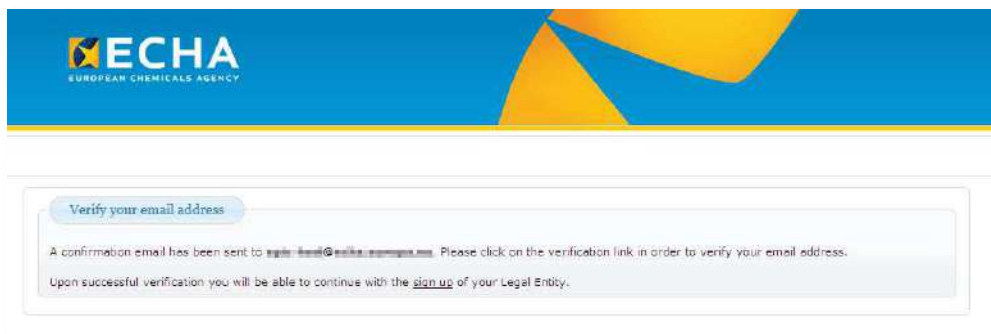 ECHA
EUROPEAN CHEMICALS AGENCY
Verify your email address
A confirmation email has been sent to Please click on the verification link in order to verify your email address.
Upon successful verification you will be able to continue with the sign up of your Legal Entity.